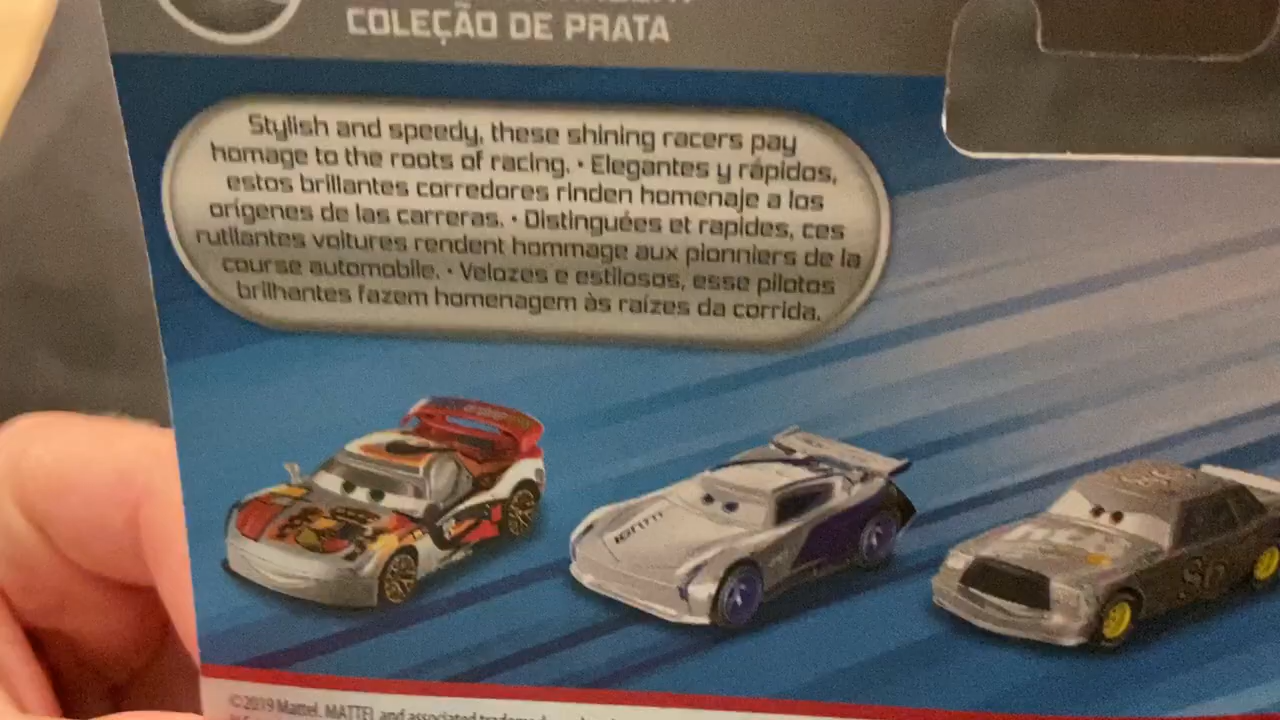 COLEÇÃO DE PRATA
Stylish and speedy, these shining racers pay
homage to the roots of racing. • Elegantes y rápidos,
estos brillantes corredores rinden homenaje a los
orígenes de las carreras. • Distinguées et rapides, ces
rutilantes voitures rendent hommage aux pionniers de la
course automobile. • Velozes e estilosos, esse pilotos
brilhantes fazem homenagem às raízes da corrida.
IGNTR
©2019 Mattel. MATTEL and associated